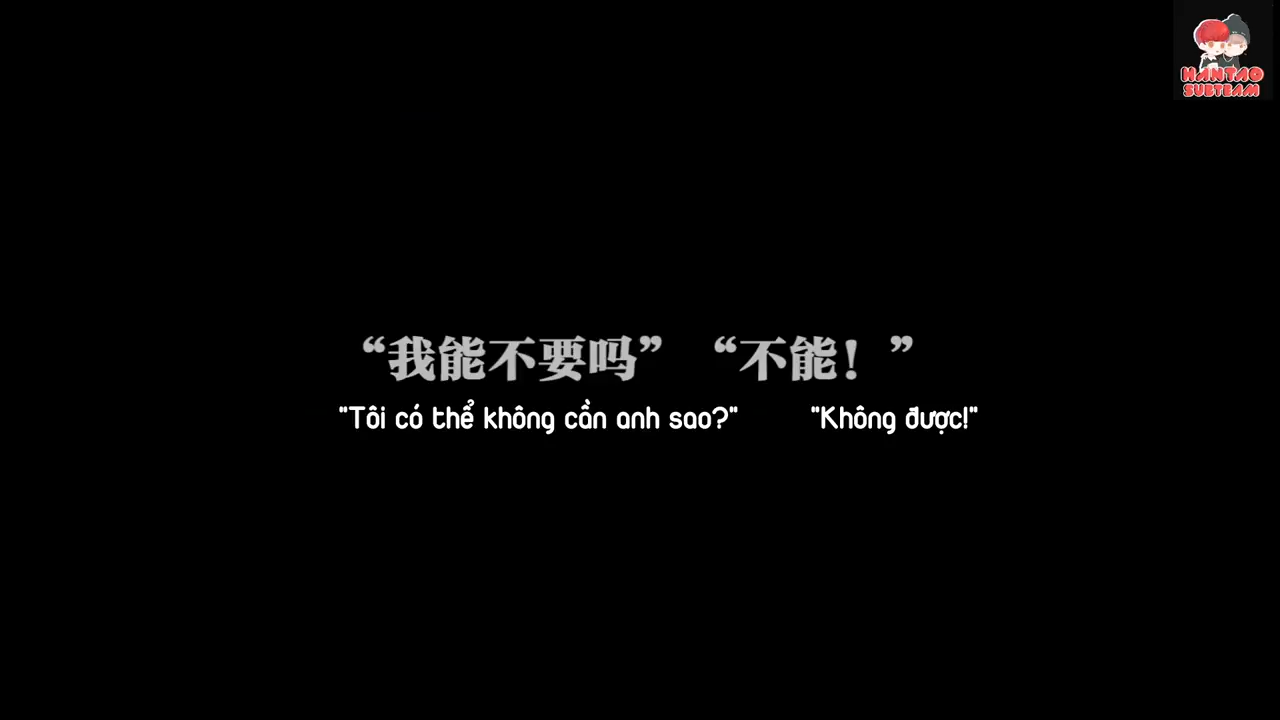 HANTAO
SUBTEAM
“我能不要吗” “不能！”
"Tôi có thể không cần anh sao?" "Không được!"